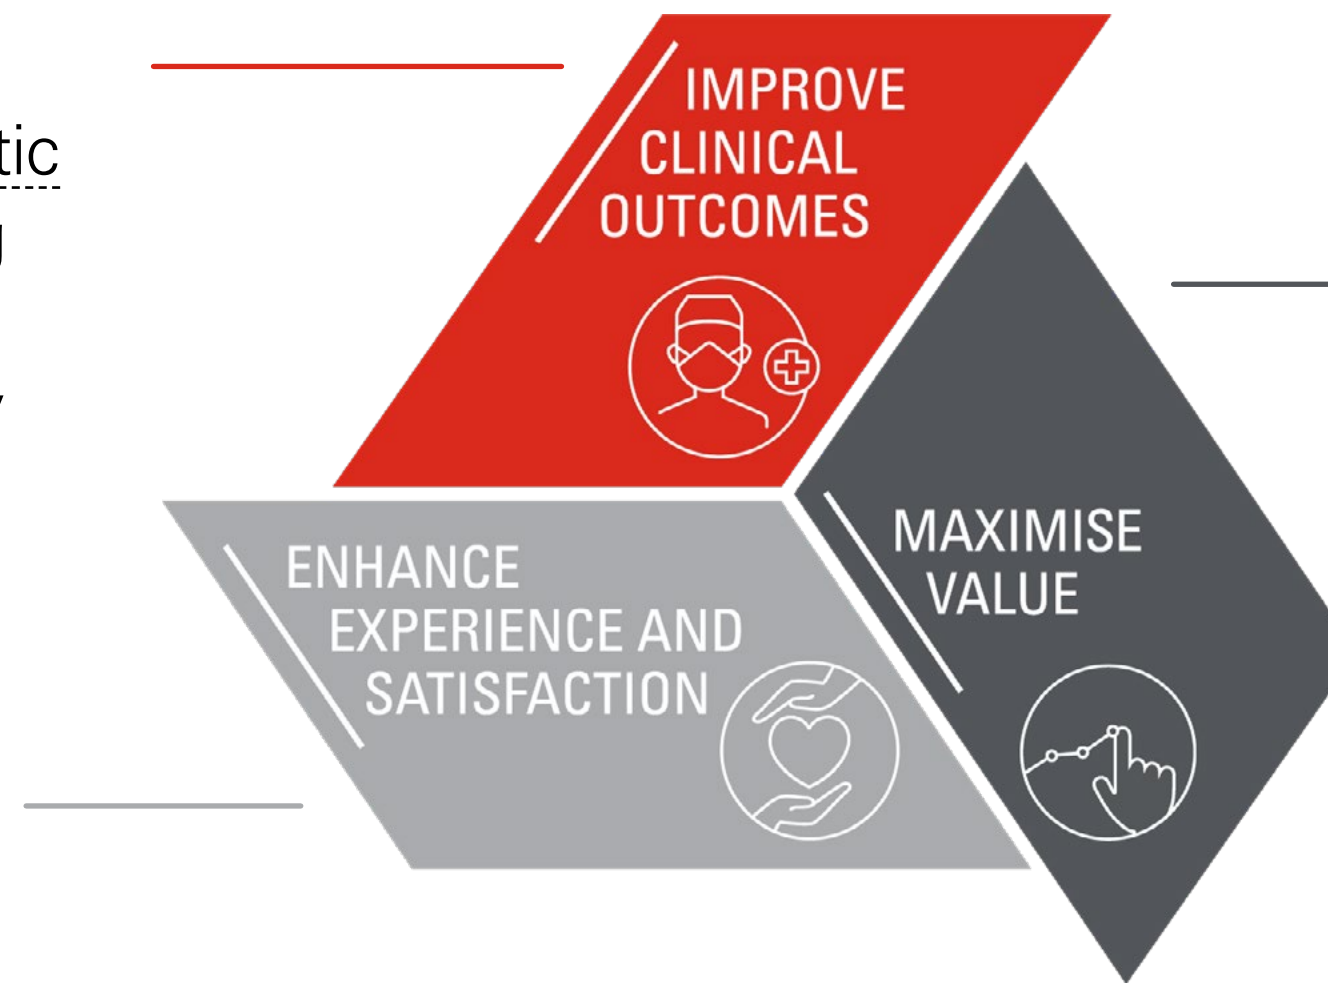 IMPROVE
CLINICAL
OUTCOMES
MAXIMISE
VALUE
ENHANCE
EXPERIENCE AND
SATISFACTION